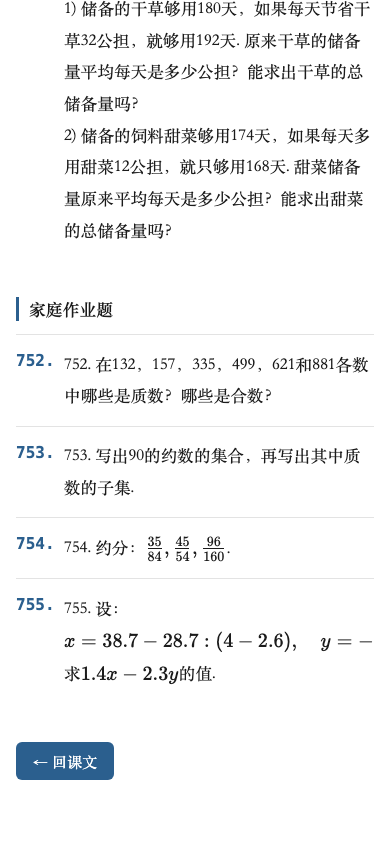 1) 储备的干草够用180天，如果每天节省干
草32公担，就够用192天. 原来干草的储备
量平均每天是多少公担？能求出干草的总
储备量吗？
2) 储备的饲料甜菜够用174天，如果每天多
用甜菜12公担，就只够用168天. 甜菜储备
量原来平均每天是多少公担？能求出甜菜
的总储备量吗？
家庭作业题
752. 752. 在132，157，335，499，621和881各数
中哪些是质数？哪些是合数？
753. 753. 写出90的约数的集合，再写出其中质
数的子集.
754. 754. 约分：35/84, 45/54, 96/160.
755. 755. 设：
x = 38.7 − 28.7 : (4 − 2.6), y = −
求1.4x − 2.3y的值.
← 回课文